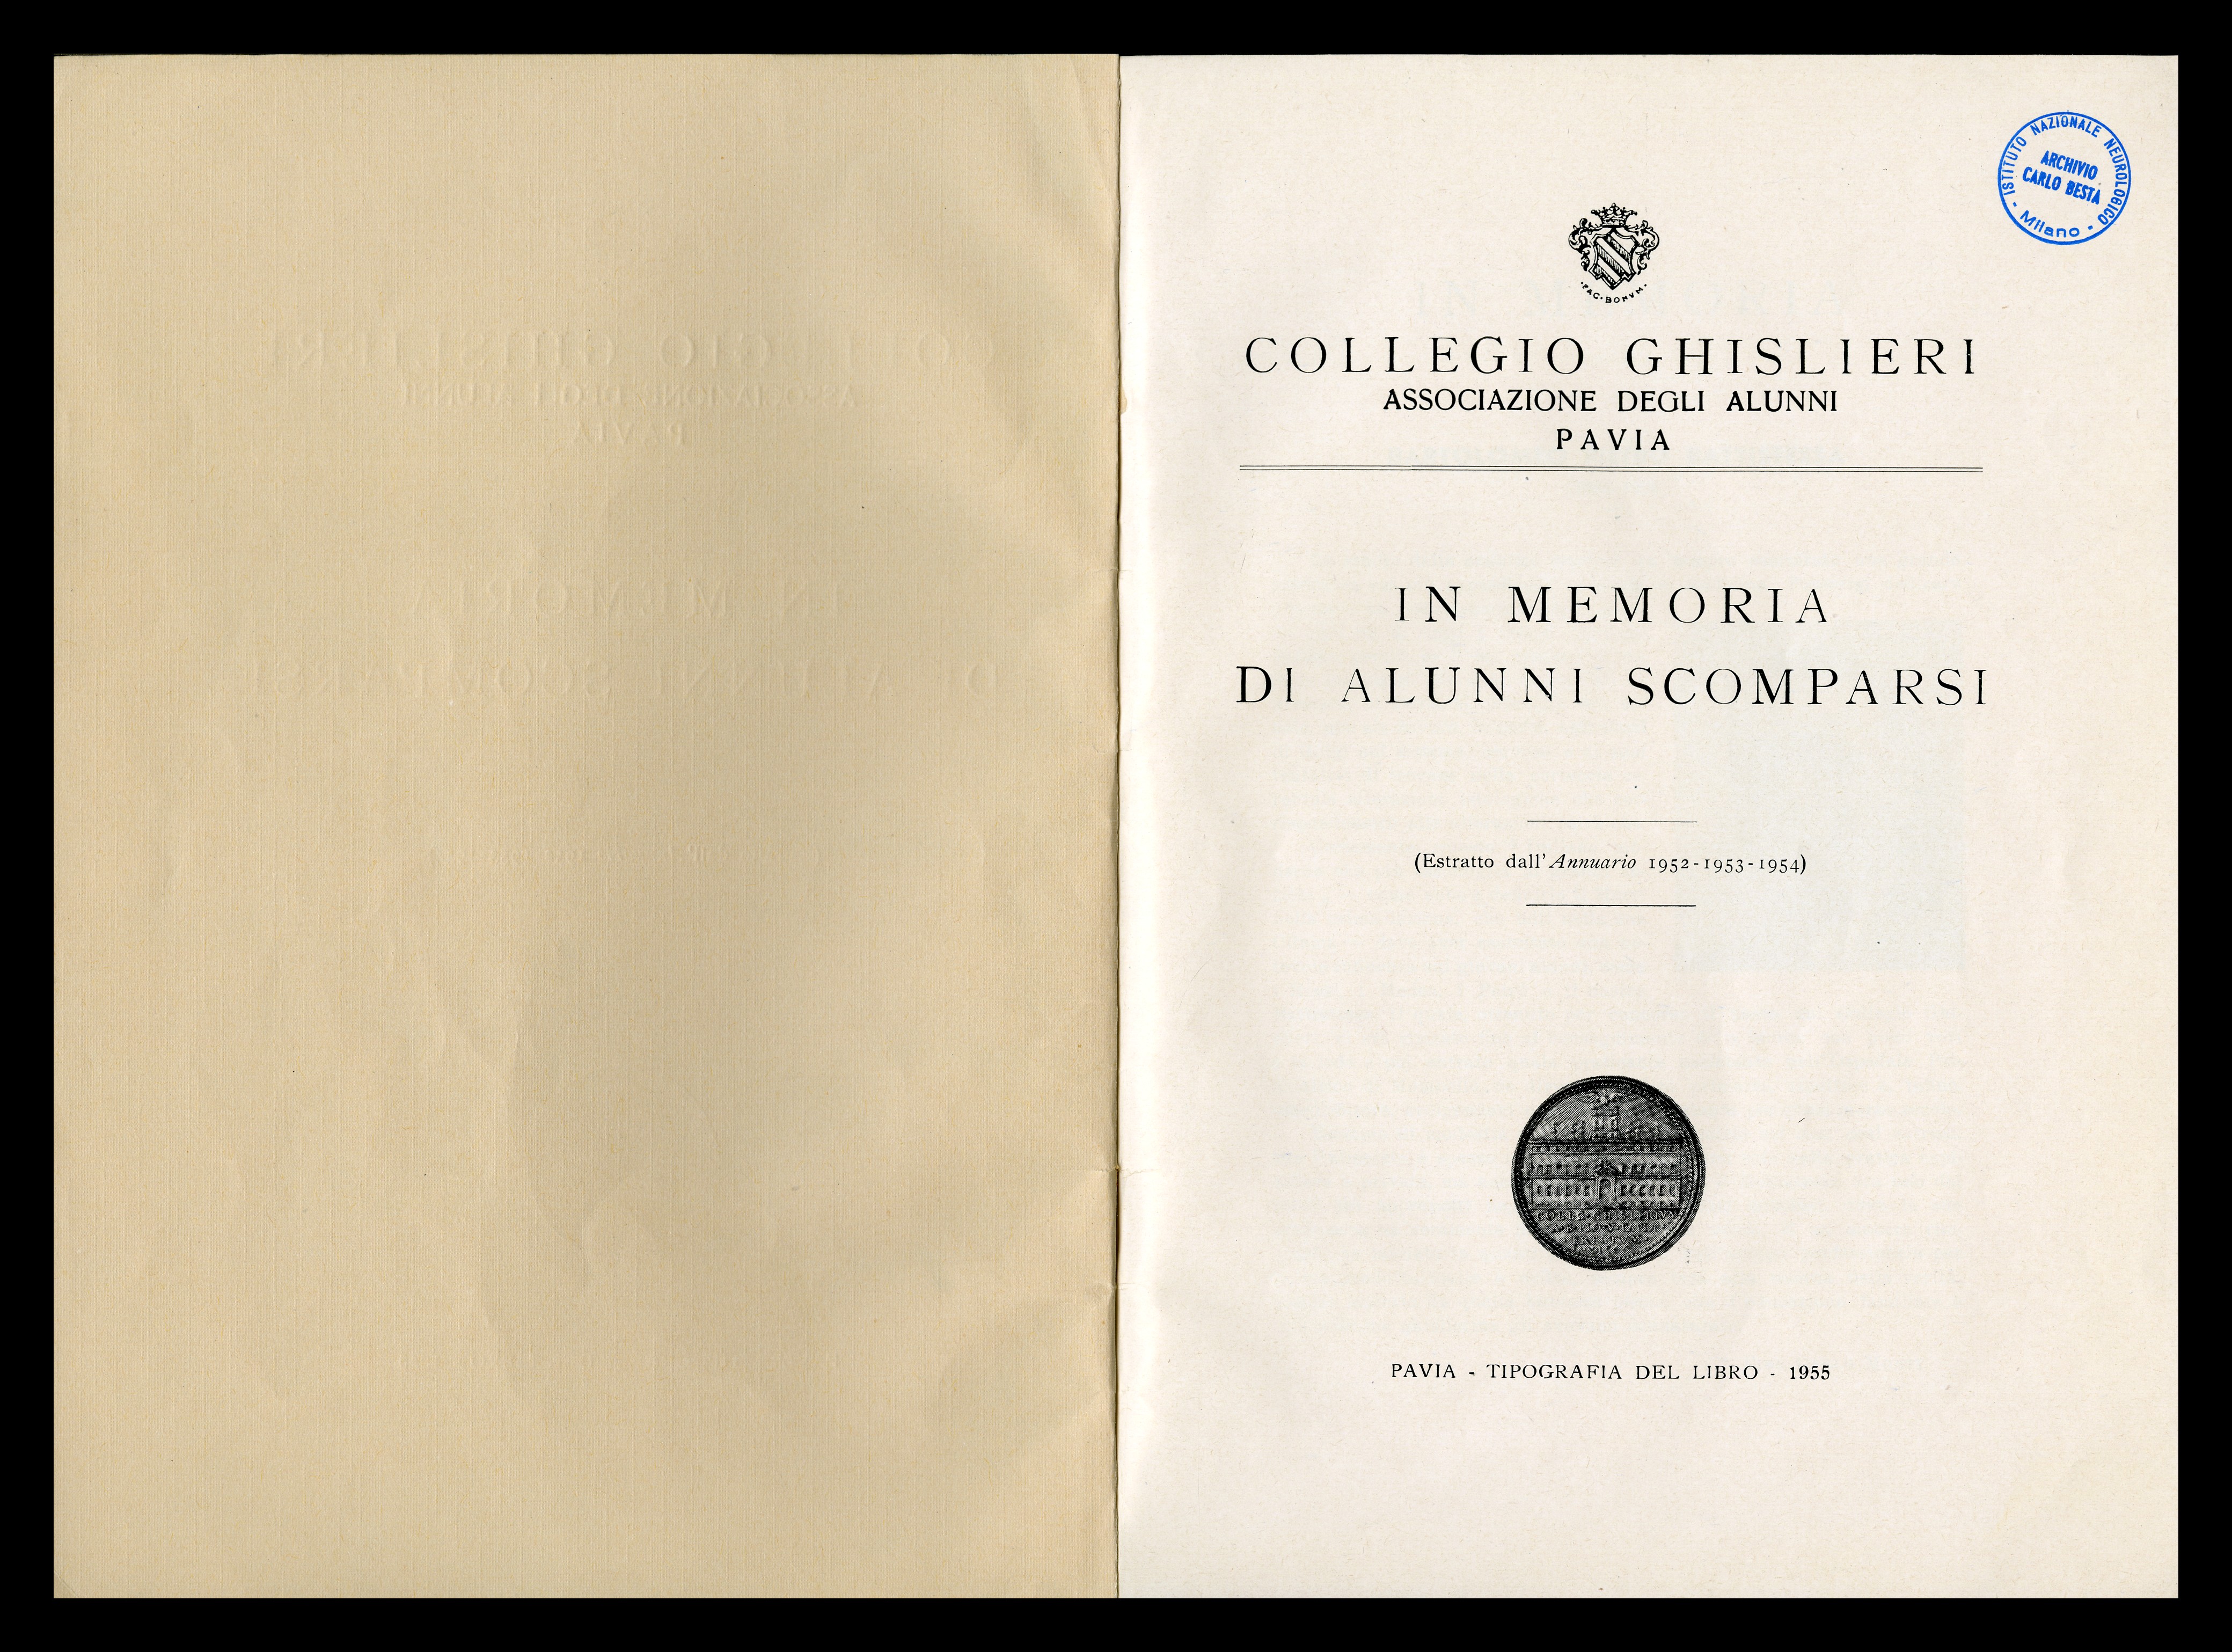 ISTITUTO NAZIONALE NEUROLOGICO
ARCHIVIO
CARLO BESTA
- Milano -
·FAC·BONVM·
COLLEGIO GHISLIERI
ASSOCIAZIONE DEGLI ALUNNI
PAVIA
IN MEMORIA
DI ALUNNI SCOMPARSI
(Estratto dall'Annuario 1952-1953-1954)
PAVIA - TIPOGRAFIA DEL LIBRO - 1955